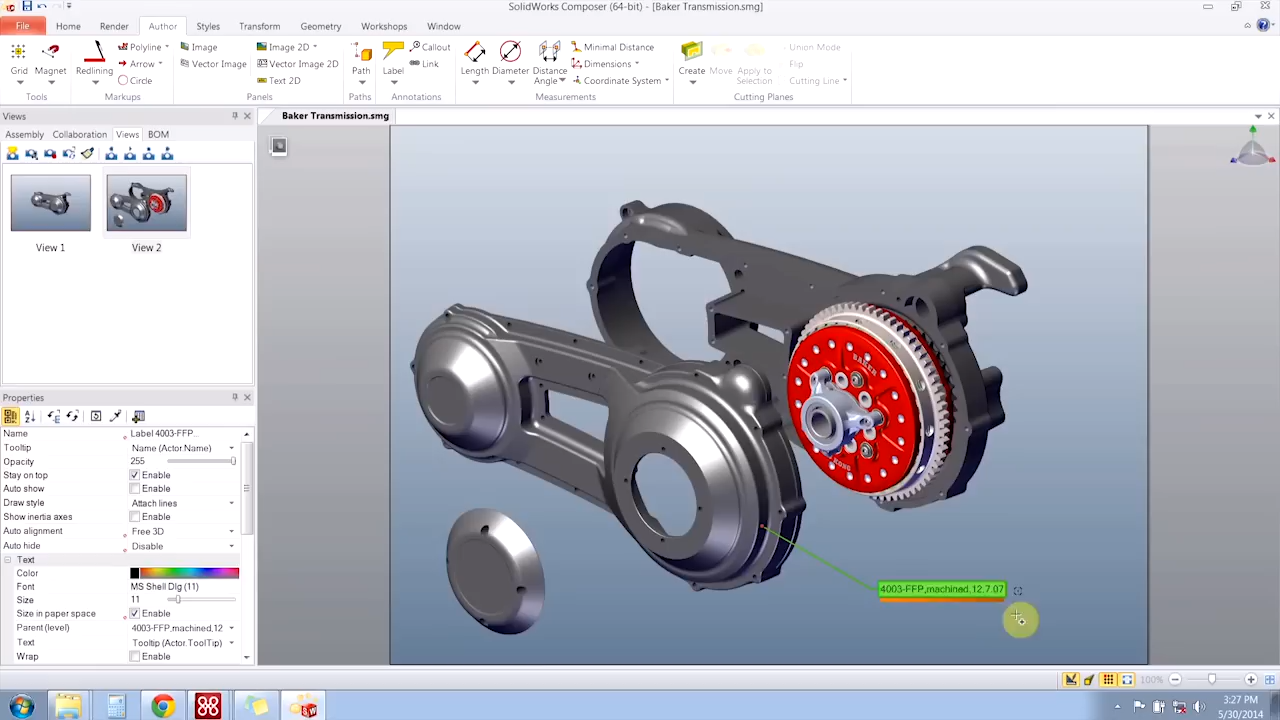 SolidWorks Composer (64-bit) - [Baker Transmission.smg]
File Home Render Author Styles Transform Geometry Workshops Window
Grid Magnet
Tools
Redlining
Polyline
Arrow
Circle
Markups
Image
Vector Image
Image 2D
Vector Image 2D
Text 2D
Panels
Path
Paths
Label
Callout
Link
Annotations
Length Diameter Distance Angle
Minimal Distance
Dimensions
Coordinate System
Measurements
Create Move Apply to Selection
Union Mode
Flip
Cutting Line
Cutting Planes
Views
Baker Transmission.smg
Assembly Collaboration Views BOM
View 1 View 2
Properties
Name Label 4003-FFP...
Tooltip Name (Actor.Name)
Opacity 255
Stay on top Enable
Auto show Enable
Draw style Attach lines
Show inertia axes Enable
Auto alignment Free 3D
Auto hide Disable
Text
Color
Font MS Shell Dlg (11)
Size 11
Size in paper space Enable
Parent (level) 4003-FFP,machined,12
Text Tooltip (Actor.ToolTip)
Wrap Enable
BAKER
4003-FFP,machined,12,7.07
100%
3:27 PM
5/30/2014